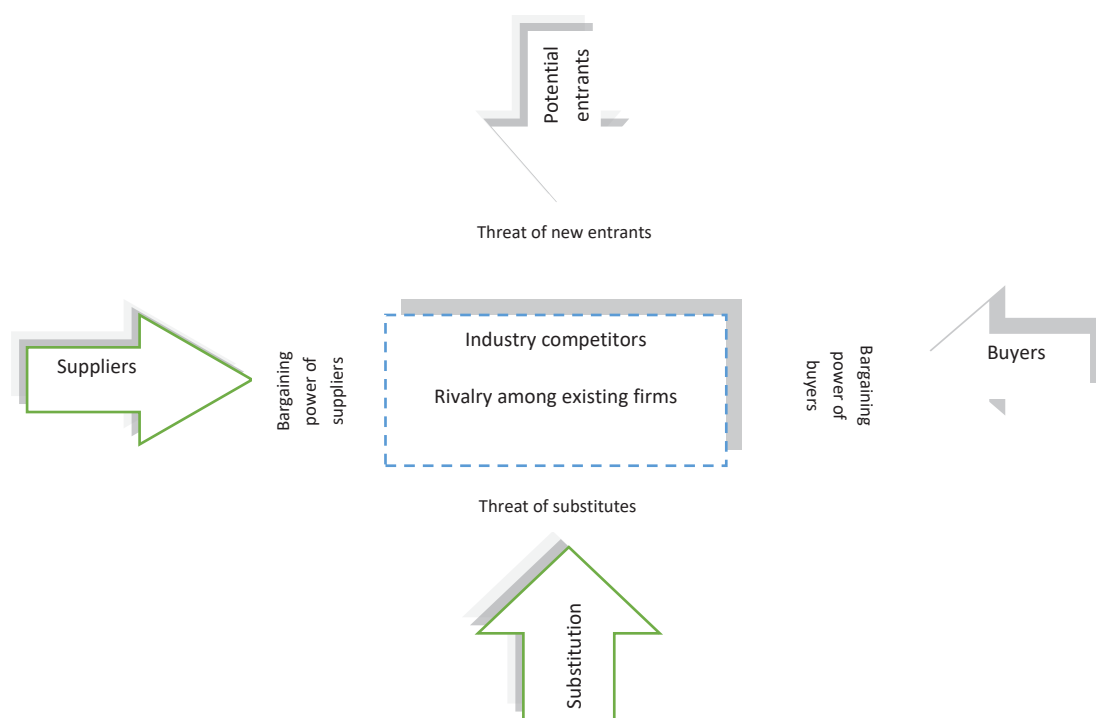 Potential
entrants
Threat of new entrants
Suppliers
Bargaining
power of
suppliers
Industry competitors
Rivalry among existing firms
Bargaining
power of
buyers
Buyers
Threat of substitutes
Substitution